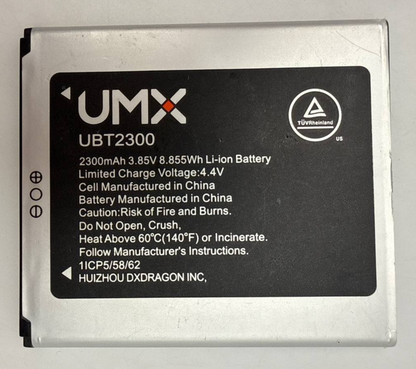 UMX
TÜVRheinland
US
UBT2300
2300mAh 3.85V 8.855Wh Li-ion Battery
Limited Charge Voltage:4.4V
Cell Manufactured in China
Battery Manufactured in China
Caution:Risk of Fire and Burns.
Do Not Open, Crush,
Heat Above 60℃(140°F) or Incinerate.
Follow Manufacturer's Instructions.
1ICP5/58/62
HUIZHOU DXDRAGON INC,